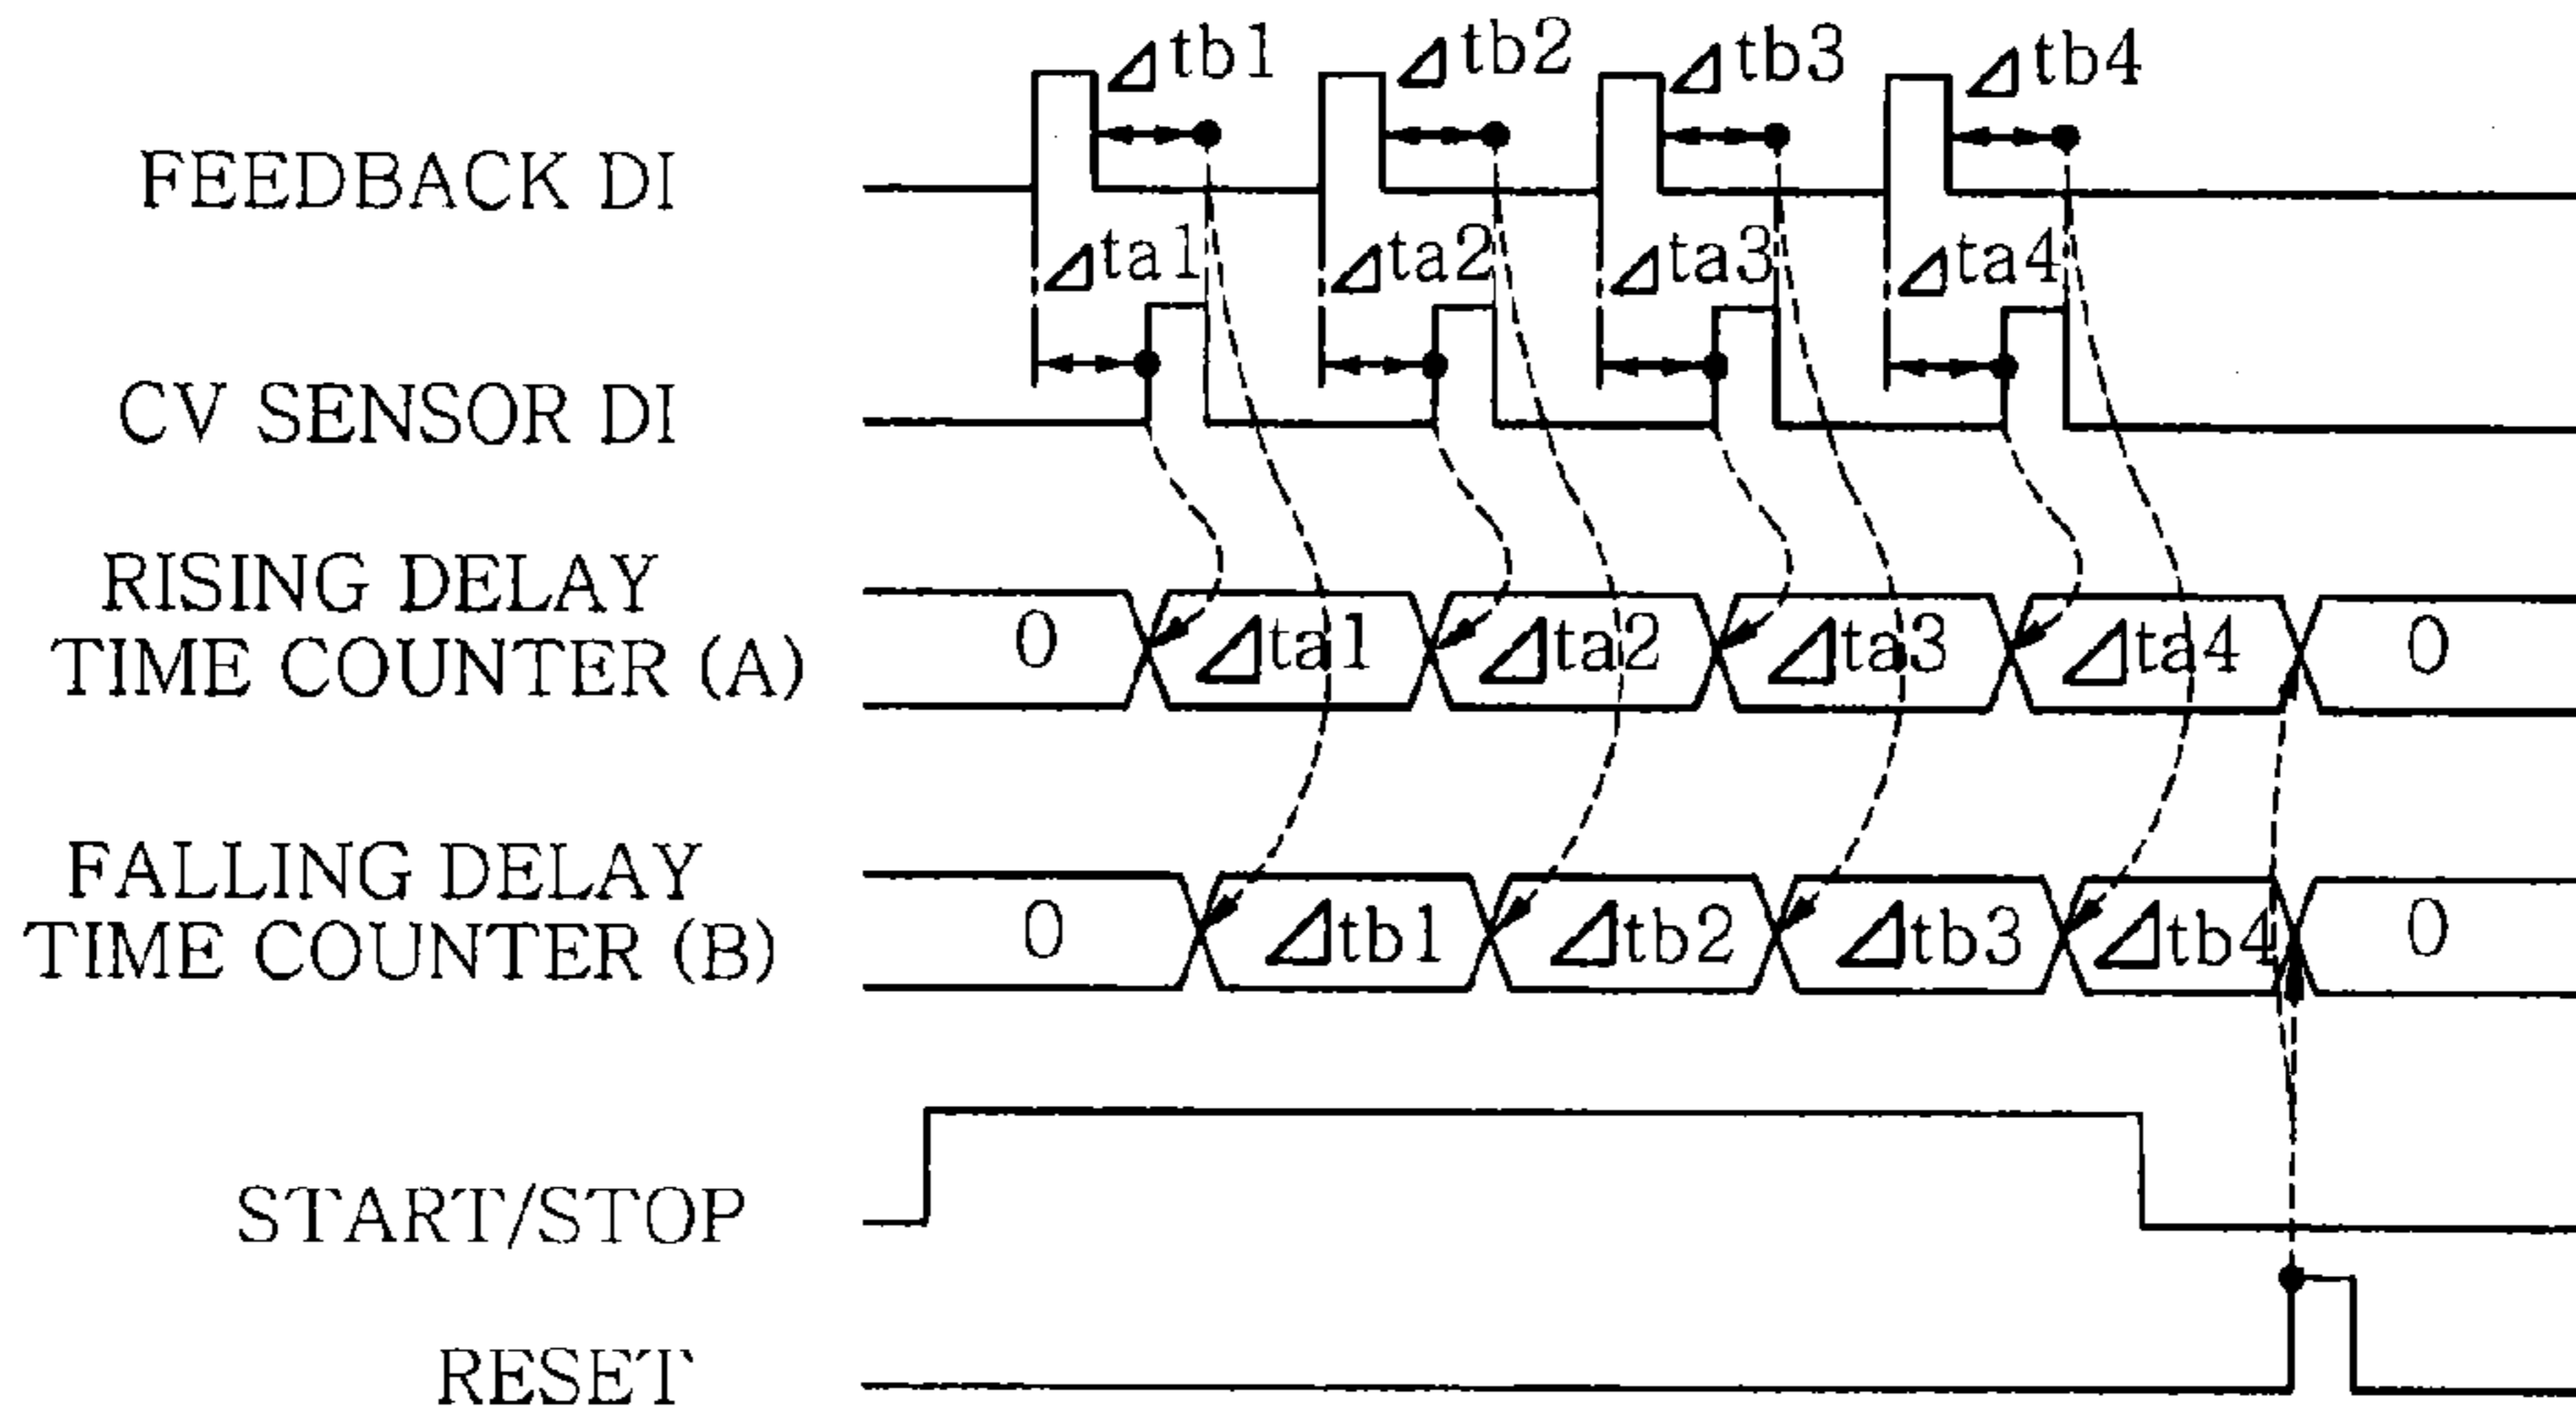 ⊿tb1 ⊿tb2 ⊿tb3 ⊿tb4
FEEDBACK DI
⊿ta1 ⊿ta2 ⊿ta3 ⊿ta4
CV SENSOR DI
RISING DELAY
TIME COUNTER (A)
0 ⊿ta1 ⊿ta2 ⊿ta3 ⊿ta4 0
FALLING DELAY
TIME COUNTER (B)
0 ⊿tb1 ⊿tb2 ⊿tb3 ⊿tb4 0
START/STOP
RESET